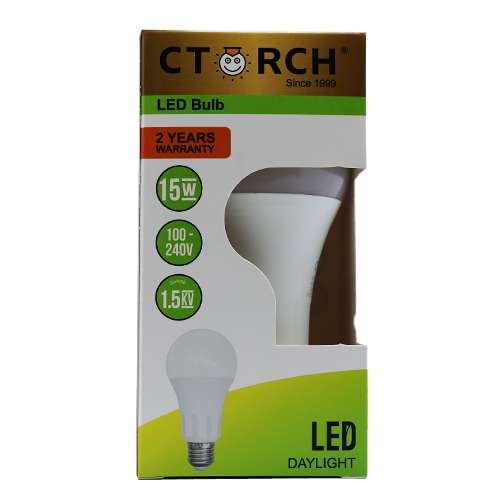 CTORCH®
Since 1999
LED Bulb
2 YEARS
WARRANTY
15W
100 -
240V
1.5KV
LED
DAYLIGHT